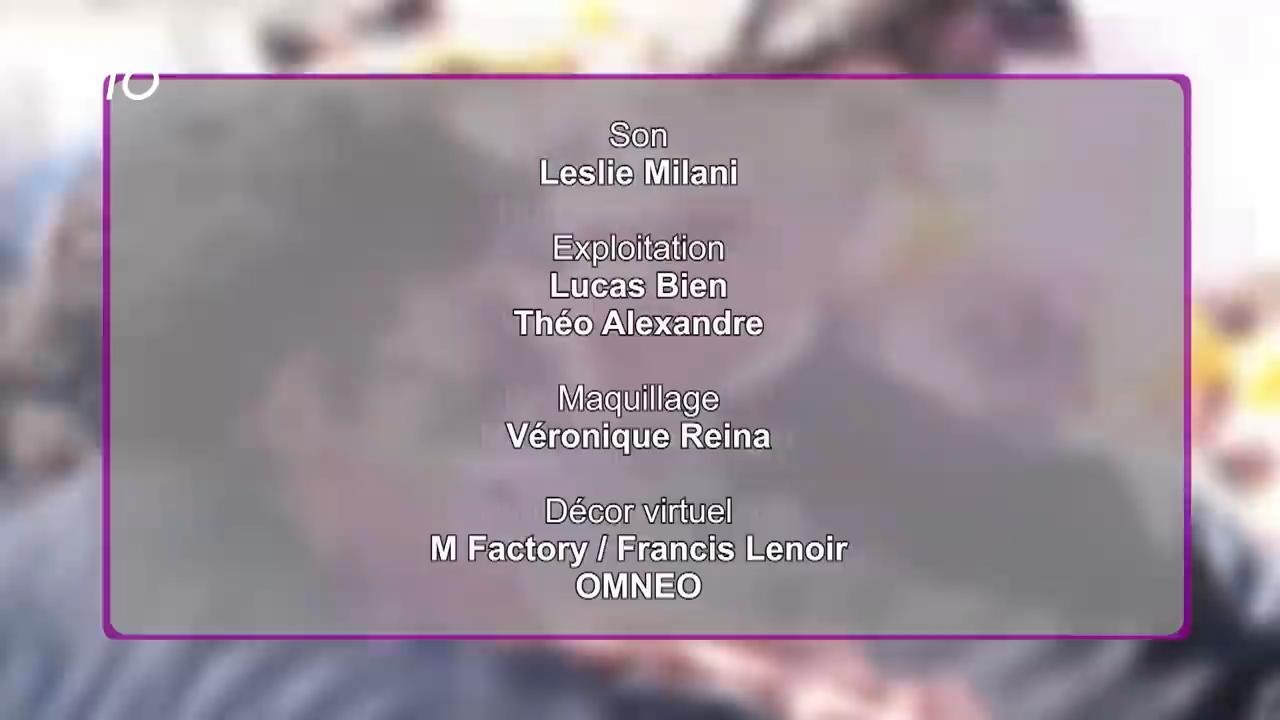 Son
Leslie Milani
Exploitation
Lucas Bien
Théo Alexandre
Maquillage
Véronique Reina
Décor virtuel
M Factory / Francis Lenoir
OMNEO